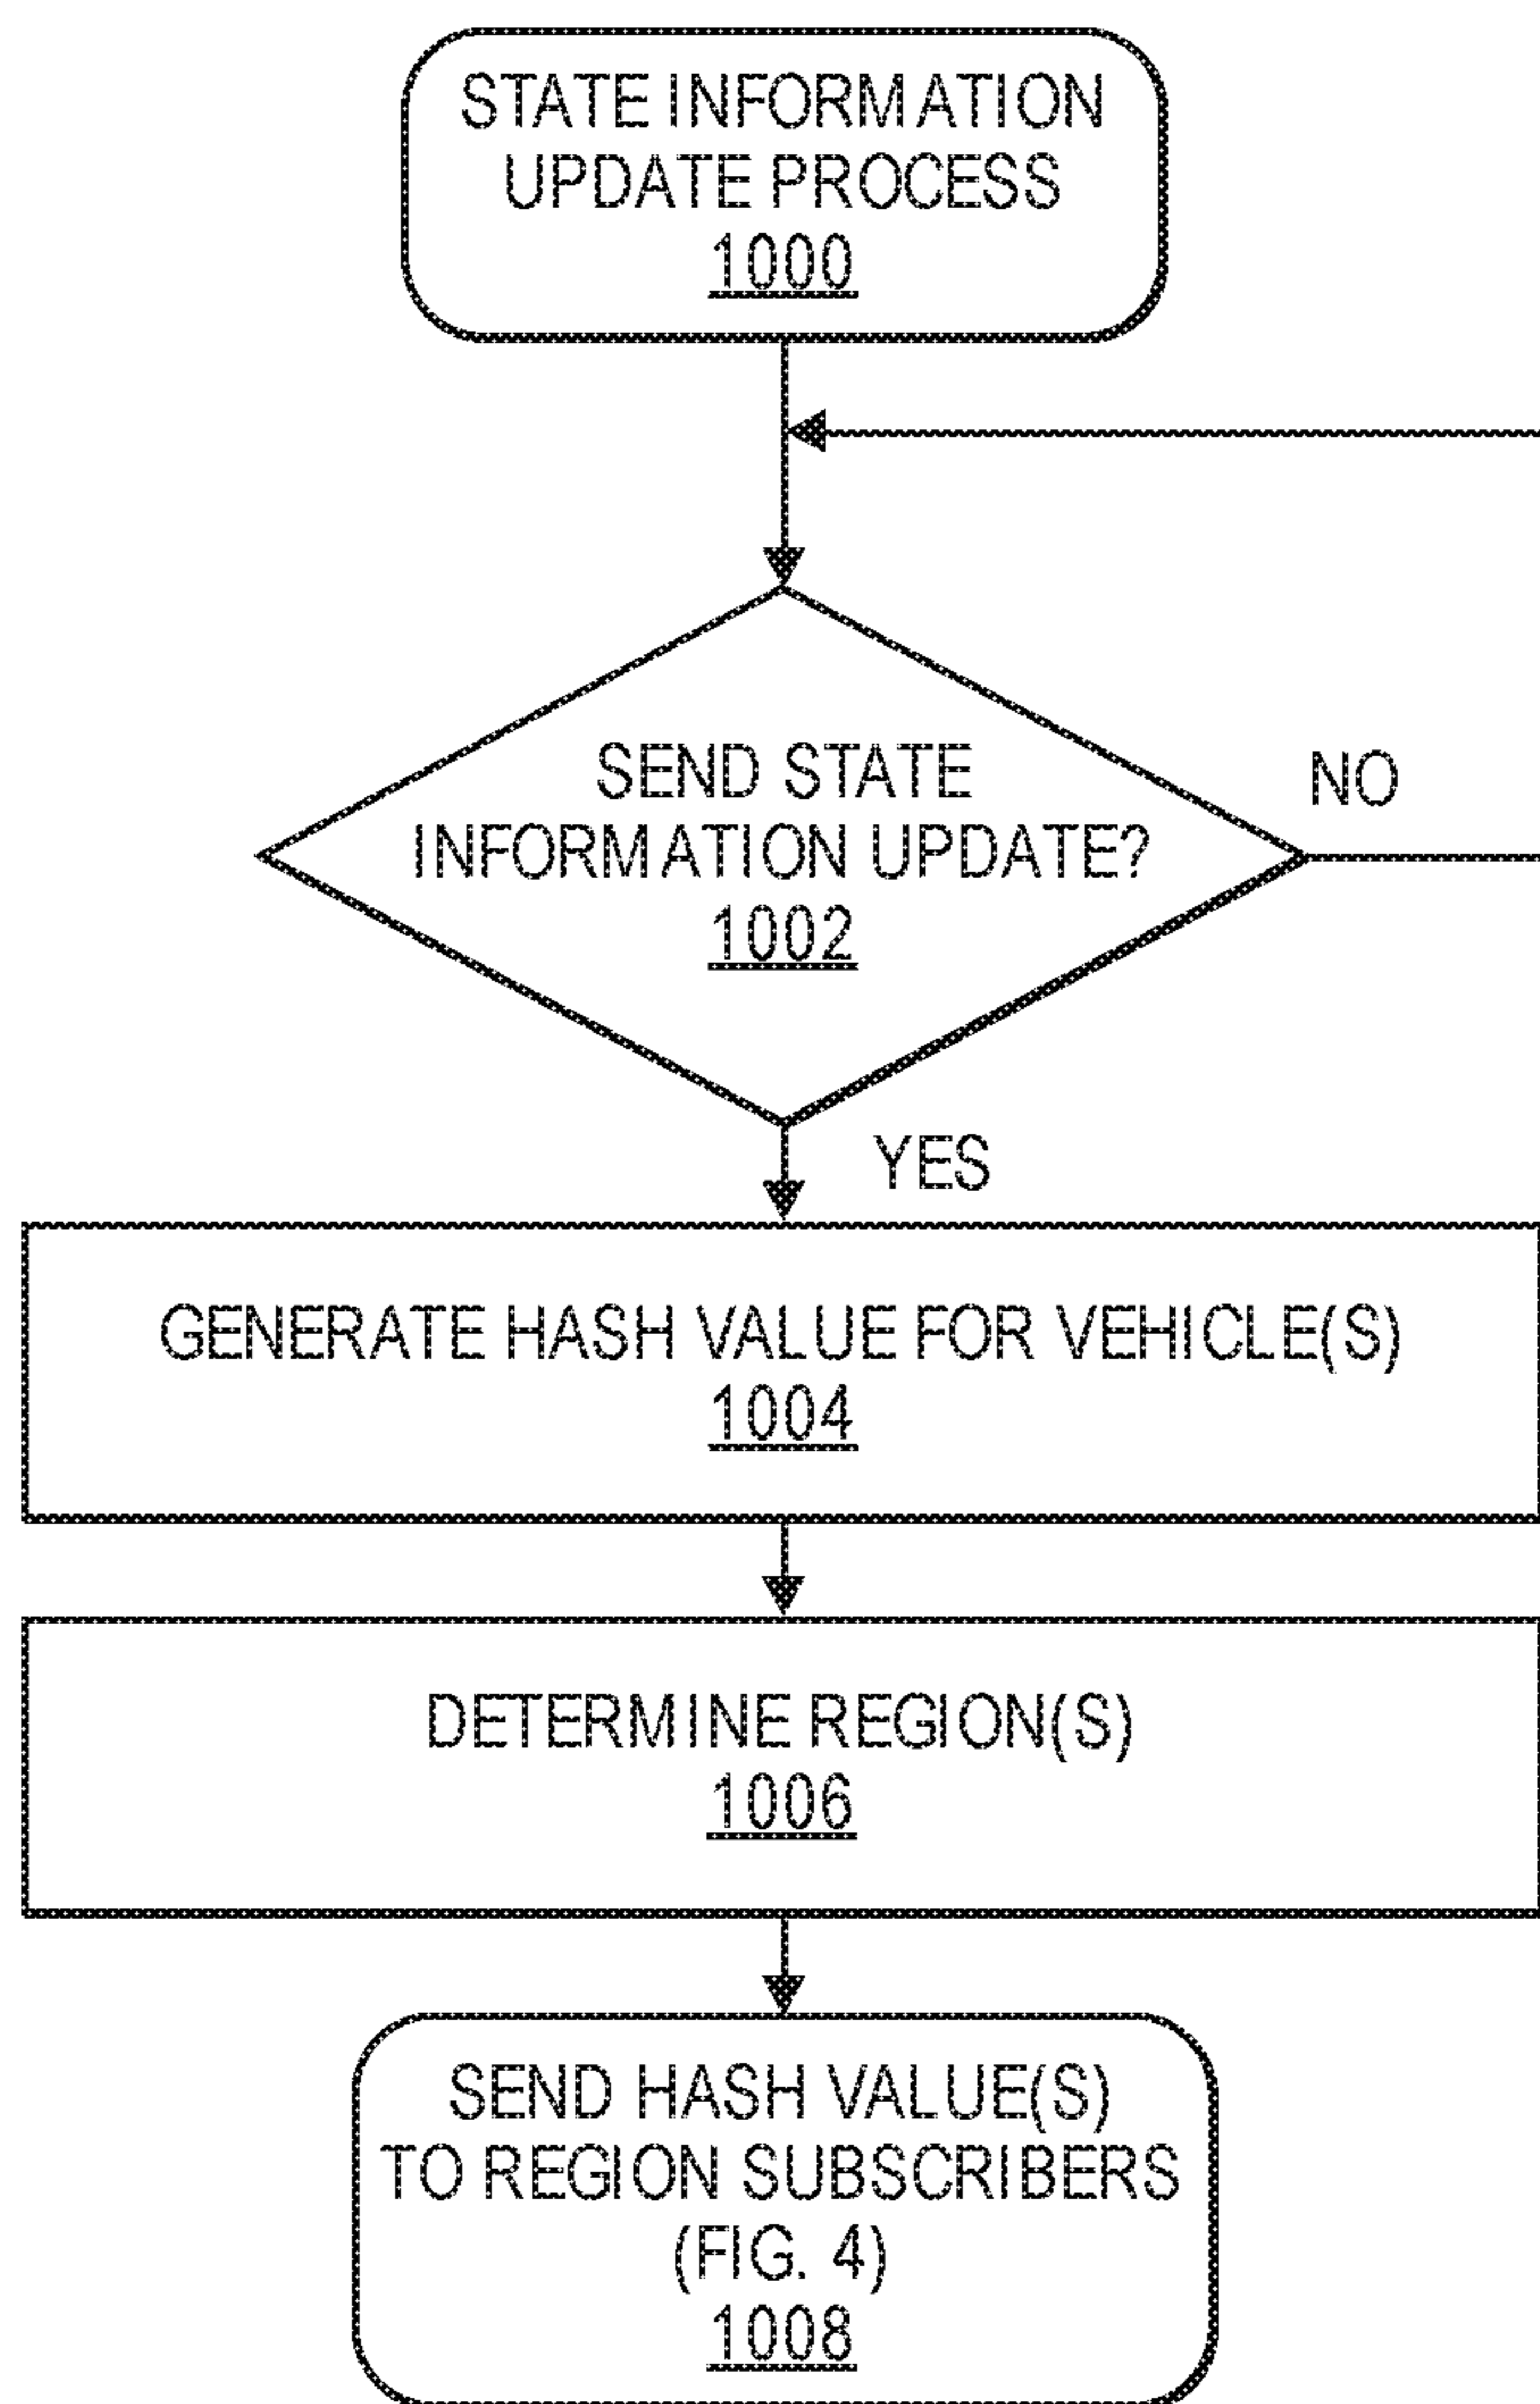 STATE INFORMATION
UPDATE PROCESS
1000
SEND STATE
INFORMATION UPDATE?
1002
NO
YES
GENERATE HASH VALUE FOR VEHICLE(S)
1004
DETERMINE REGION(S)
1006
SEND HASH VALUE(S)
TO REGION SUBSCRIBERS
(FIG. 4)
1008